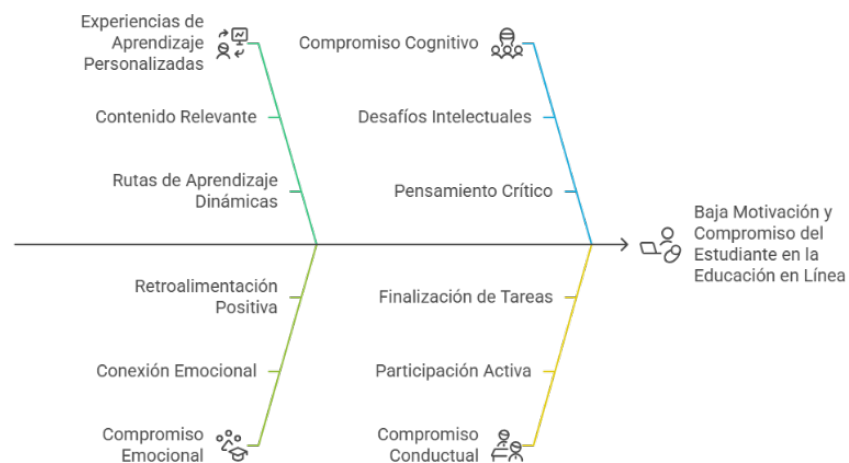 Experiencias de
Aprendizaje
Personalizadas
Compromiso Cognitivo
Contenido Relevante
Desafíos Intelectuales
Rutas de Aprendizaje
Dinámicas
Pensamiento Crítico
Baja Motivación y
Compromiso del
Estudiante en la
Educación en Línea
Retroalimentación
Positiva
Finalización de Tareas
Conexión Emocional
Participación Activa
Compromiso
Emocional
Compromiso
Conductual